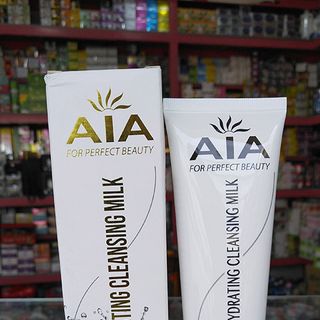 AIA
FOR PERFECT BEAUTY
TING CLEANSING MILK
AIA
FOR PERFECT BEAUTY
YDRATING CLEANSING MILK